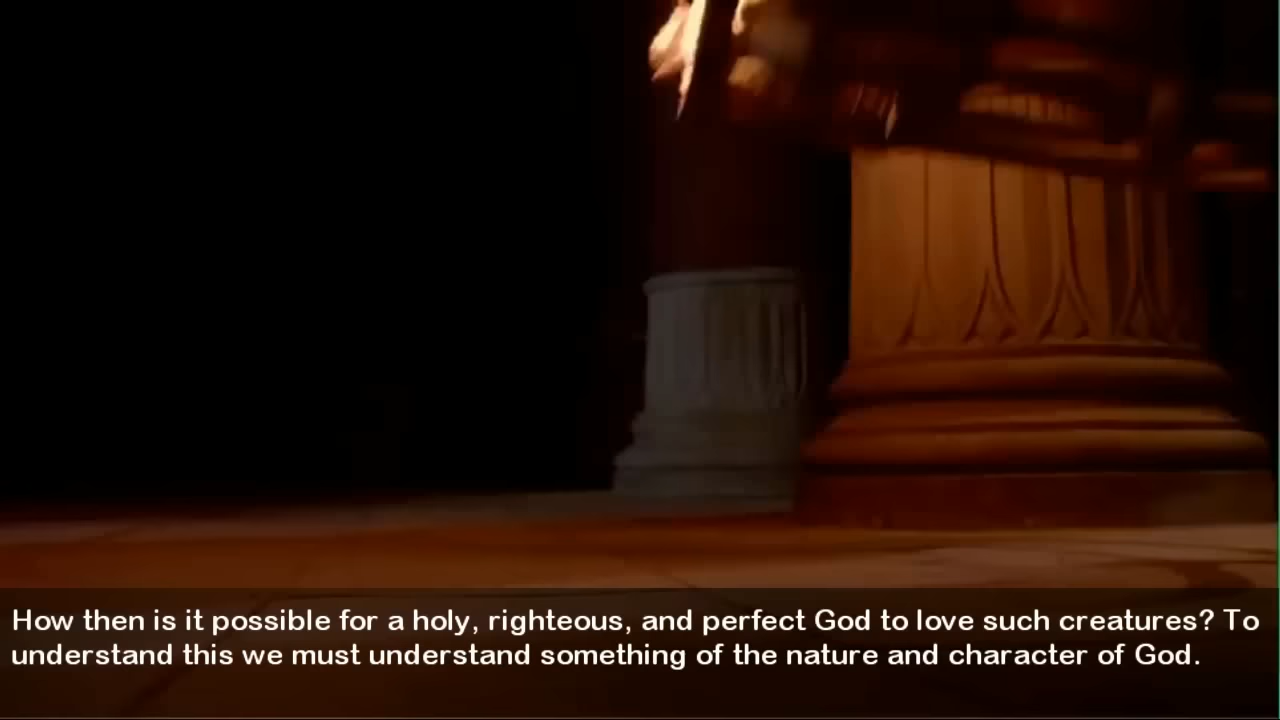 How then is it possible for a holy, righteous, and perfect God to love such creatures? To
understand this we must understand something of the nature and character of God.